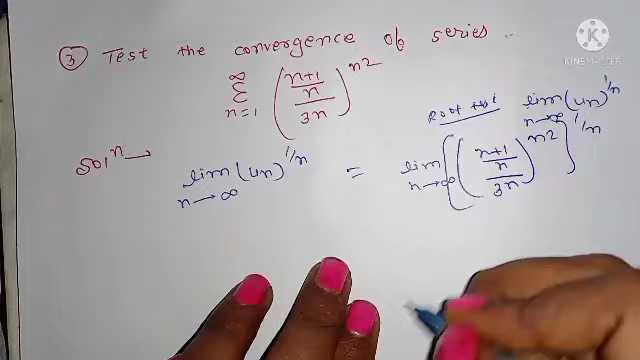 ③ Test the convergence of series.
∞ Σ n=1 ( (n+1)/n / 3n )^n2
Root test lim n→∞ (un)^1/n
Solⁿ→ lim n→∞ (un)^1/n = lim n→∞ [ ( (n+1)/n / 3n )^n2 ]^1/n
KINEMASTER